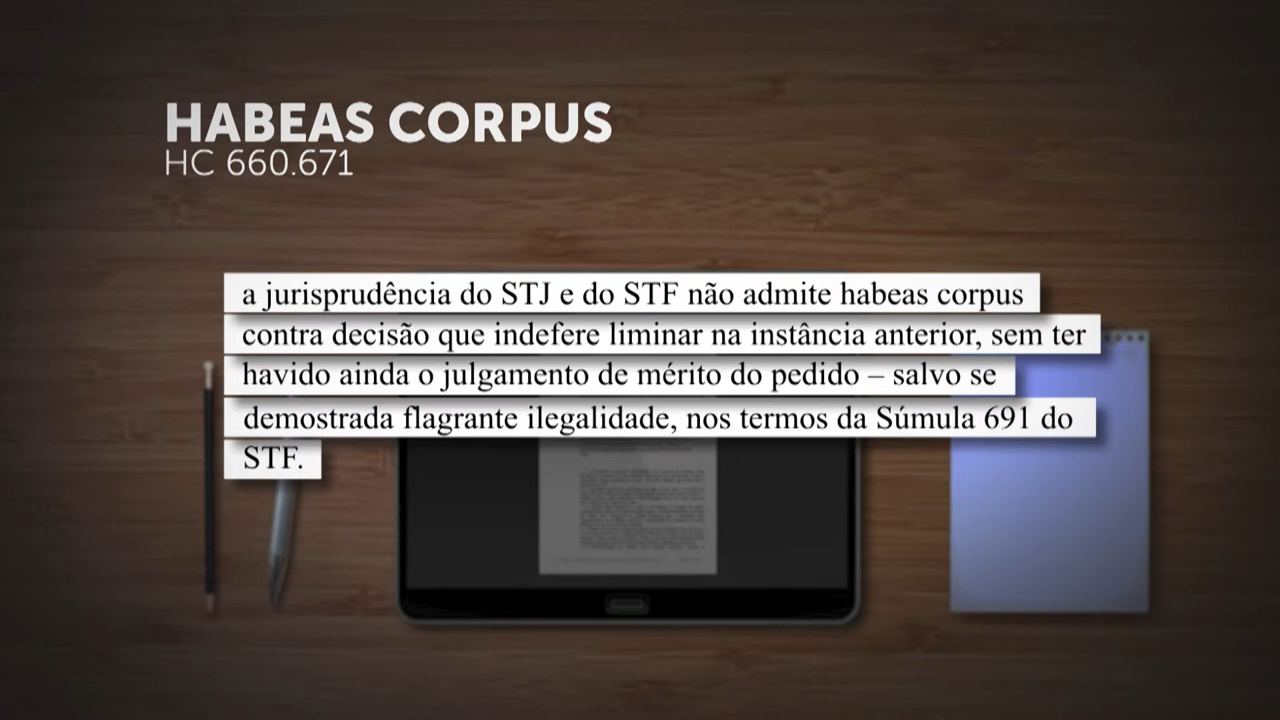 HABEAS CORPUS
HC 660.671
a jurisprudência do STJ e do STF não admite habeas corpus
contra decisão que indefere liminar na instância anterior, sem ter
havido ainda o julgamento de mérito do pedido – salvo se
demostrada flagrante ilegalidade, nos termos da Súmula 691 do
STF.